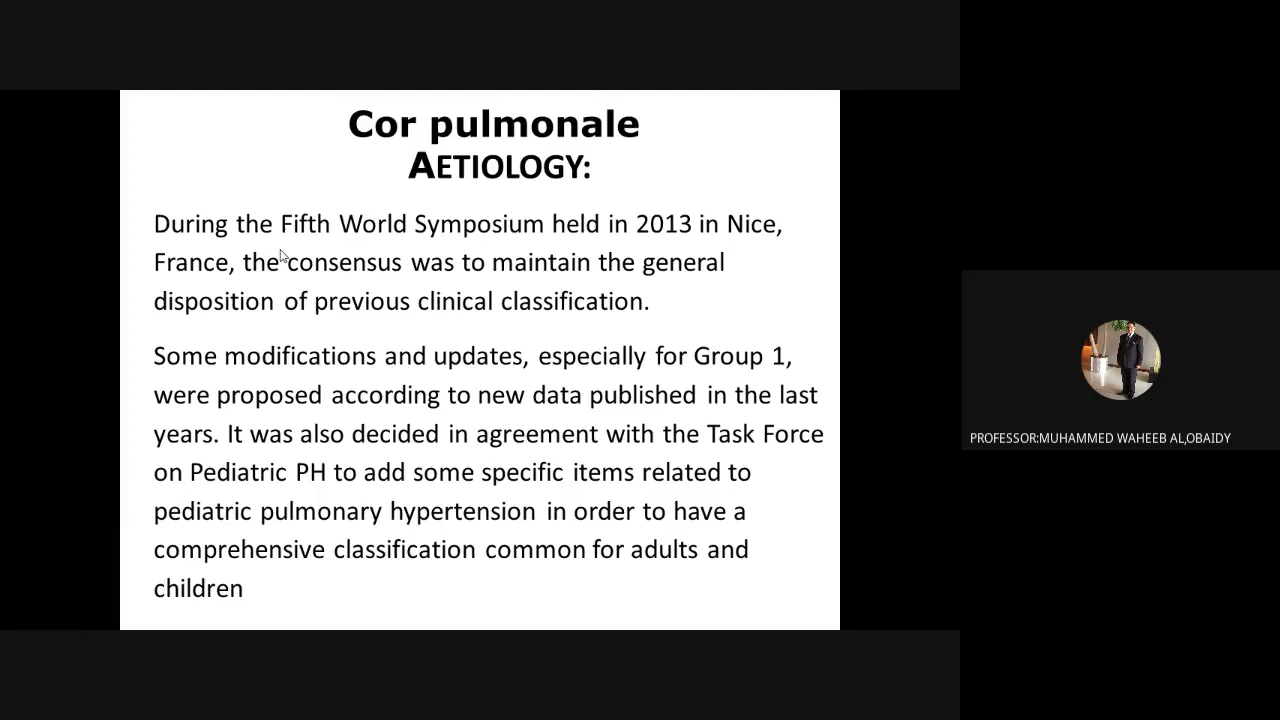 Cor pulmonale
AETIOLOGY:
During the Fifth World Symposium held in 2013 in Nice,
France, the consensus was to maintain the general
disposition of previous clinical classification.
Some modifications and updates, especially for Group 1,
were proposed according to new data published in the last
years. It was also decided in agreement with the Task Force
on Pediatric PH to add some specific items related to
pediatric pulmonary hypertension in order to have a
comprehensive classification common for adults and
children
PROFESSOR:MUHAMMED WAHEEB AL,OBAIDY